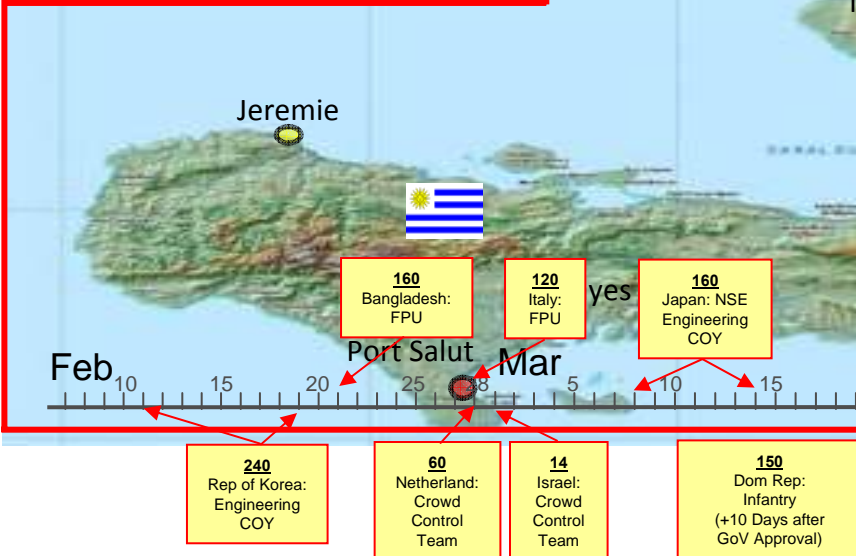 Jeremie
160
Bangladesh:
FPU
120
Italy:
FPU
yes
160
Japan: NSE
Engineering
COY
Port Salut
Feb
Mar
10 15 20 25 28 5 10 15
240
Rep of Korea:
Engineering
COY
60
Netherland:
Crowd
Control
Team
14
Israel:
Crowd
Control
Team
150
Dom Rep:
Infantry
(+10 Days after
GoV Approval)